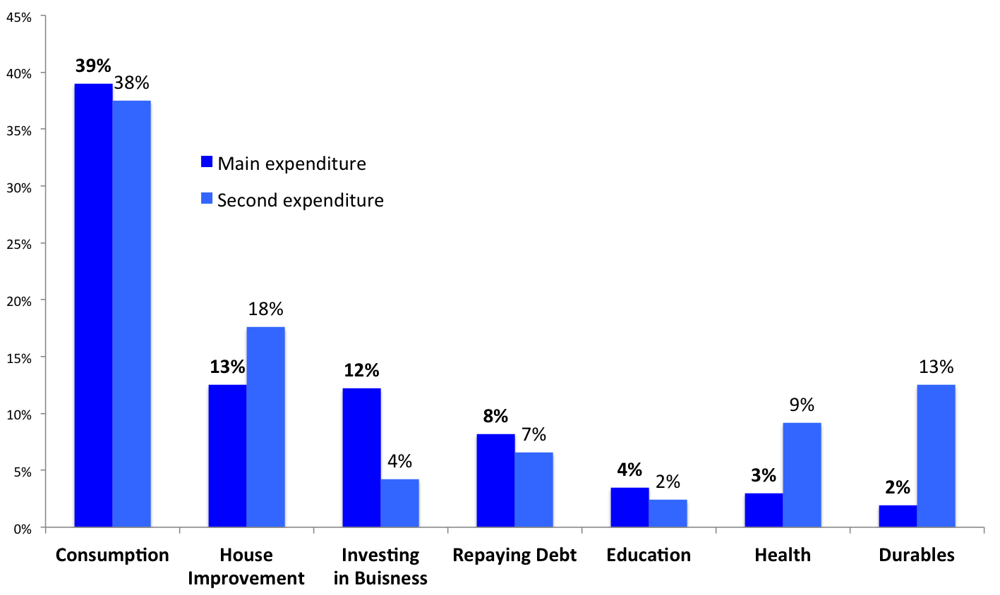 45%
40%
35%
30%
25%
20%
15%
10%
5%
0%
39%
38%
13%
18%
12%
4%
8%
7%
4%
2%
3%
9%
2%
13%
Main expenditure
Second expenditure
Consumption
House
Improvement
Investing
in Buisness
Repaying Debt
Education
Health
Durables